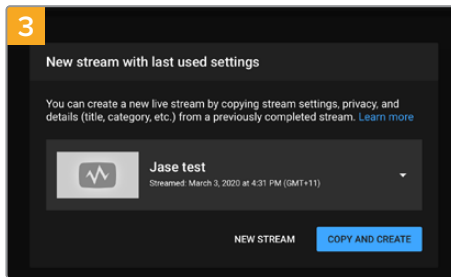 3
New stream with last used settings
You can create a new live stream by copying stream settings, privacy, and
details (title, category, etc.) from a previously completed stream. Learn more
Jase test
Streamed: March 3, 2020 at 4:31 PM (GMT+11)
NEW STREAM COPY AND CREATE